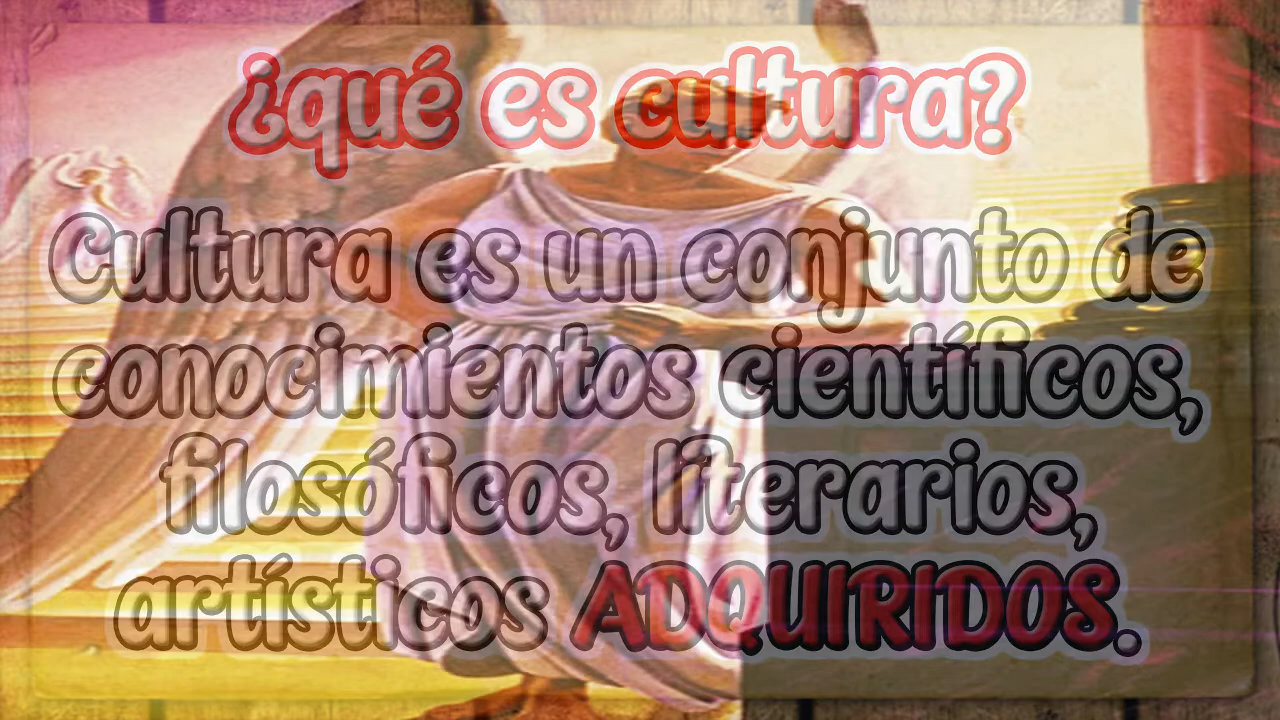 ¿qué es cultura?
Cultura es un conjunto de
conocimientos científicos,
filosóficos, literarios,
artísticos ADQUIRIDOS.